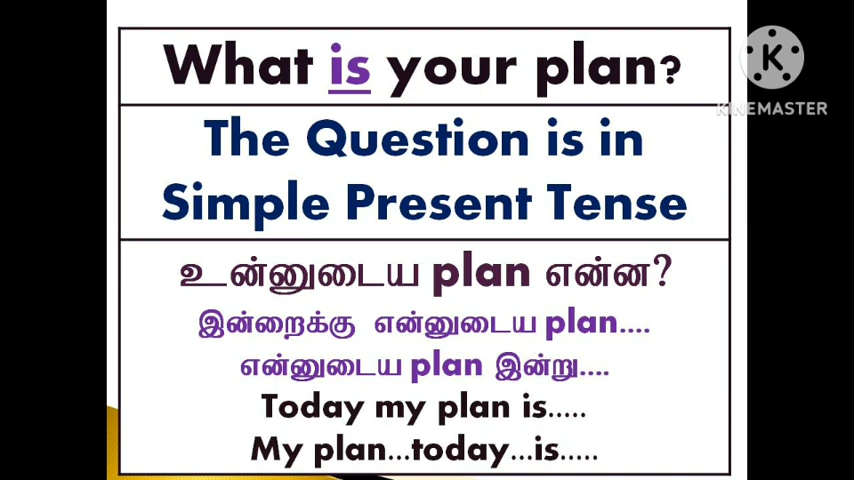 What is your plan?
K
KINEMASTER
The Question is in
Simple Present Tense
உன்னுடைய plan என்ன?
இன்றைக்கு என்னுடைய plan....
என்னுடைய plan இன்று....
Today my plan is.....
My plan...today...is.....